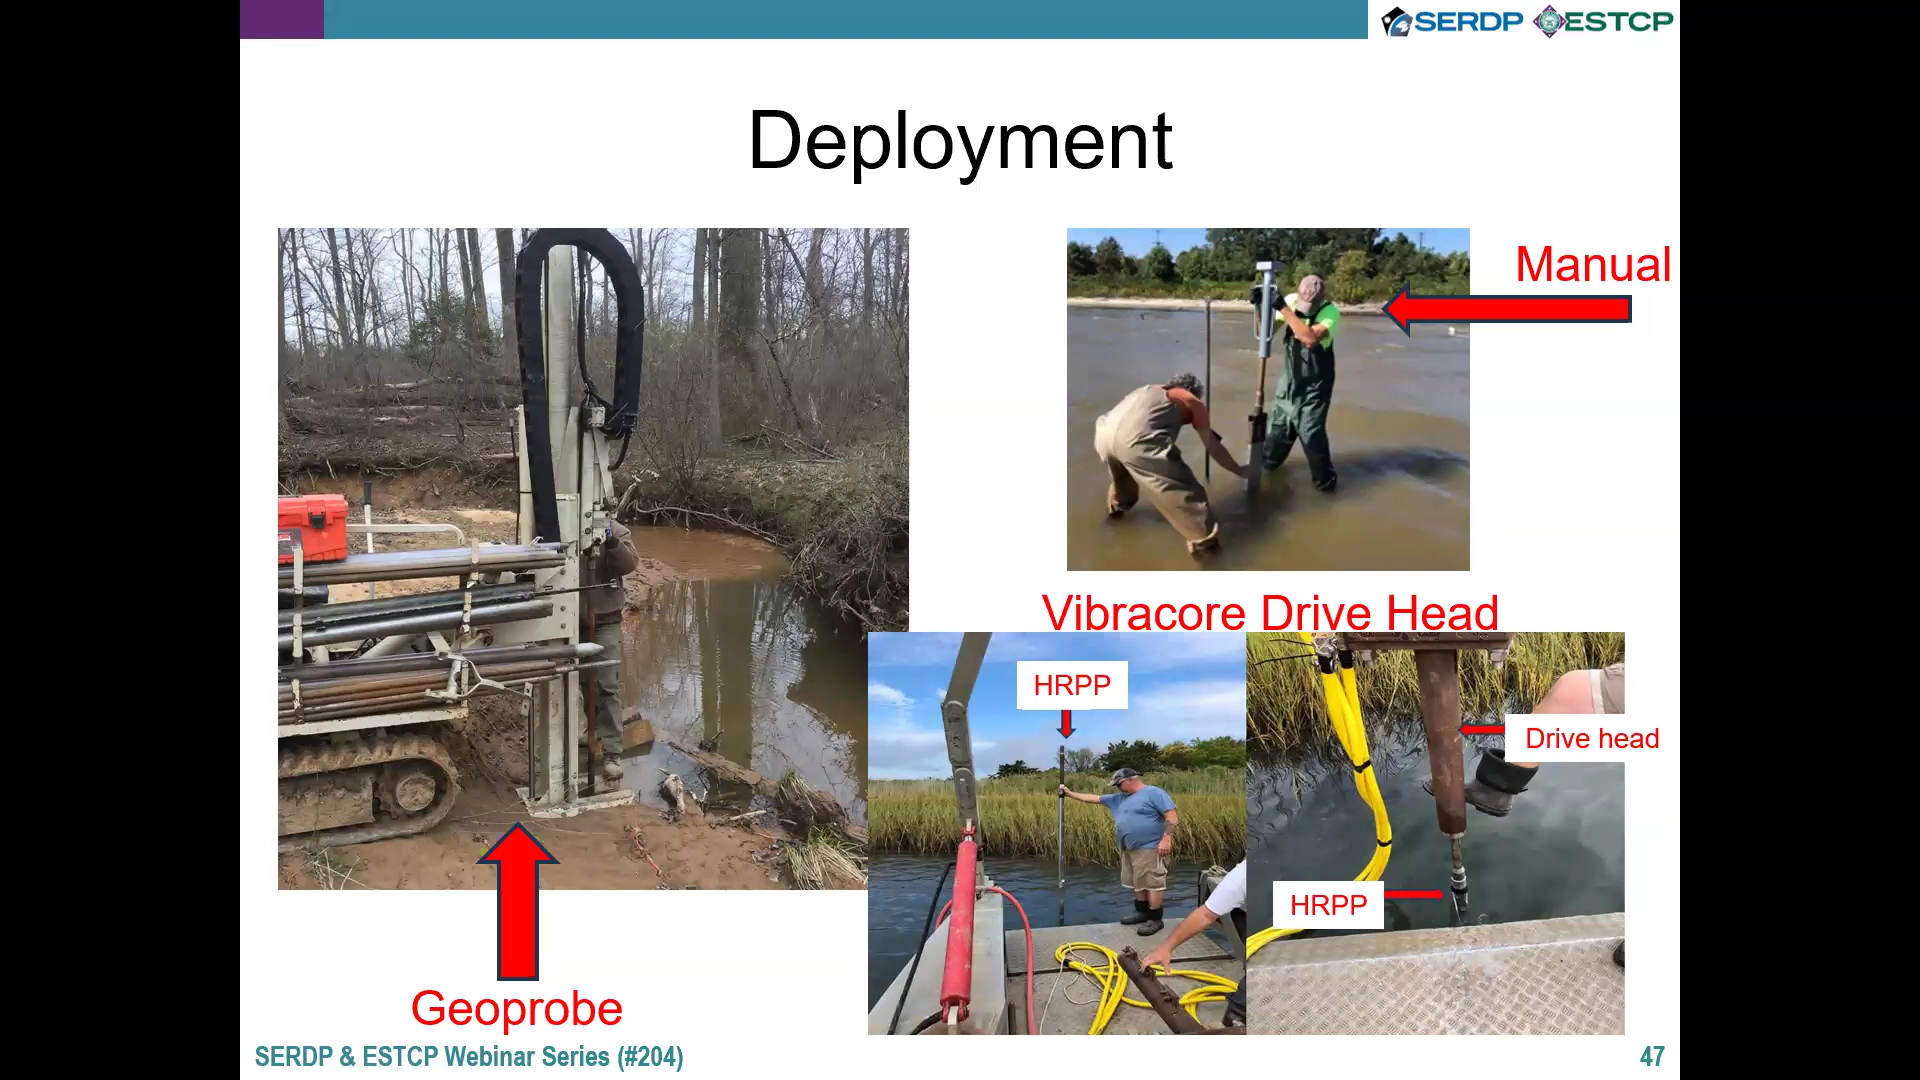 SERDP ESTCP
Deployment
Manual
Vibracore Drive Head
HRPP
Drive head
HRPP
Geoprobe
SERDP & ESTCP Webinar Series (#204)
47